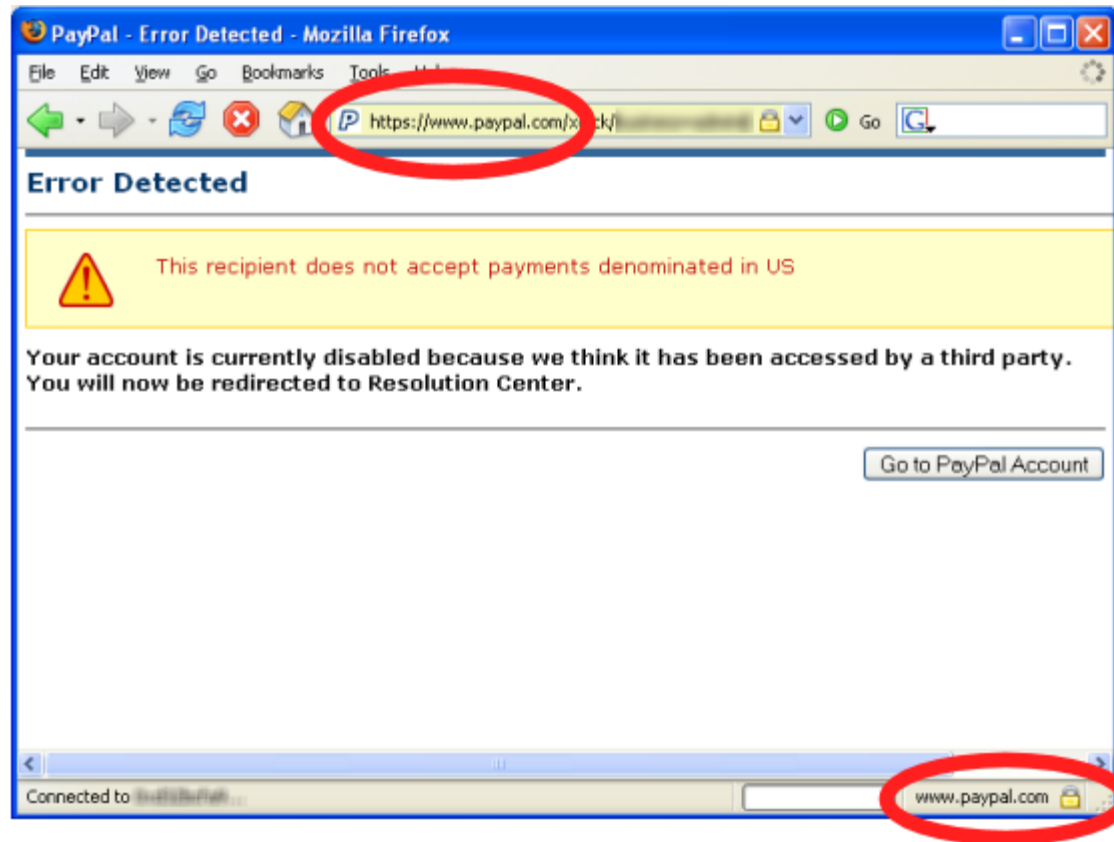 PayPal - Error Detected - Mozilla Firefox
File Edit View Go Bookmarks Tools
https://www.paypal.com/x Go G
Error Detected
This recipient does not accept payments denominated in US
Your account is currently disabled because we think it has been accessed by a third party.
You will now be redirected to Resolution Center.
Go to PayPal Account
Connected to
www.paypal.com